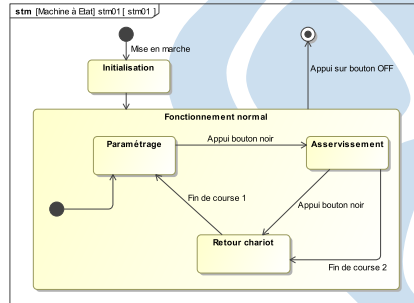 stm [Machine à Etat] stm01 [ stm01 ]
Mise en marche
Initialisation
Appui sur bouton OFF
Fonctionnement normal
Paramétrage
Appui bouton noir
Asservissement
Fin de course 1
Appui bouton noir
Retour chariot
Fin de course 2